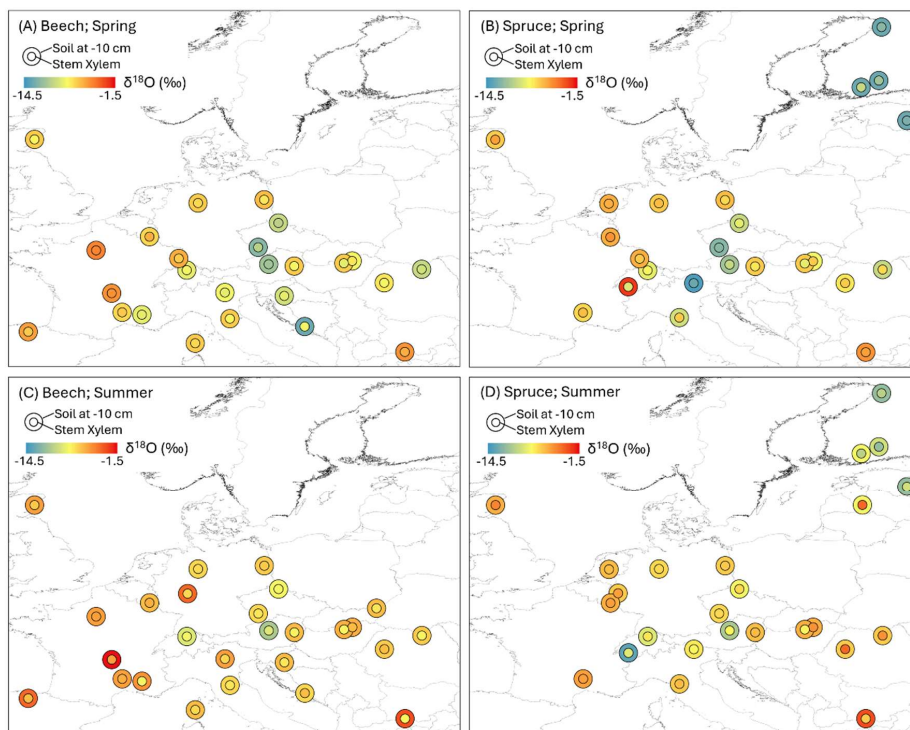 (A) Beech; Spring
Soil at -10 cm
Stem Xylem
δ18O (‰)
-14.5
-1.5
(B) Spruce; Spring
Soil at -10 cm
Stem Xylem
δ18O (‰)
-14.5
-1.5
(C) Beech; Summer
Soil at -10 cm
Stem Xylem
δ18O (‰)
-14.5
-1.5
(D) Spruce; Summer
Soil at -10 cm
Stem Xylem
δ18O (‰)
-14.5
-1.5